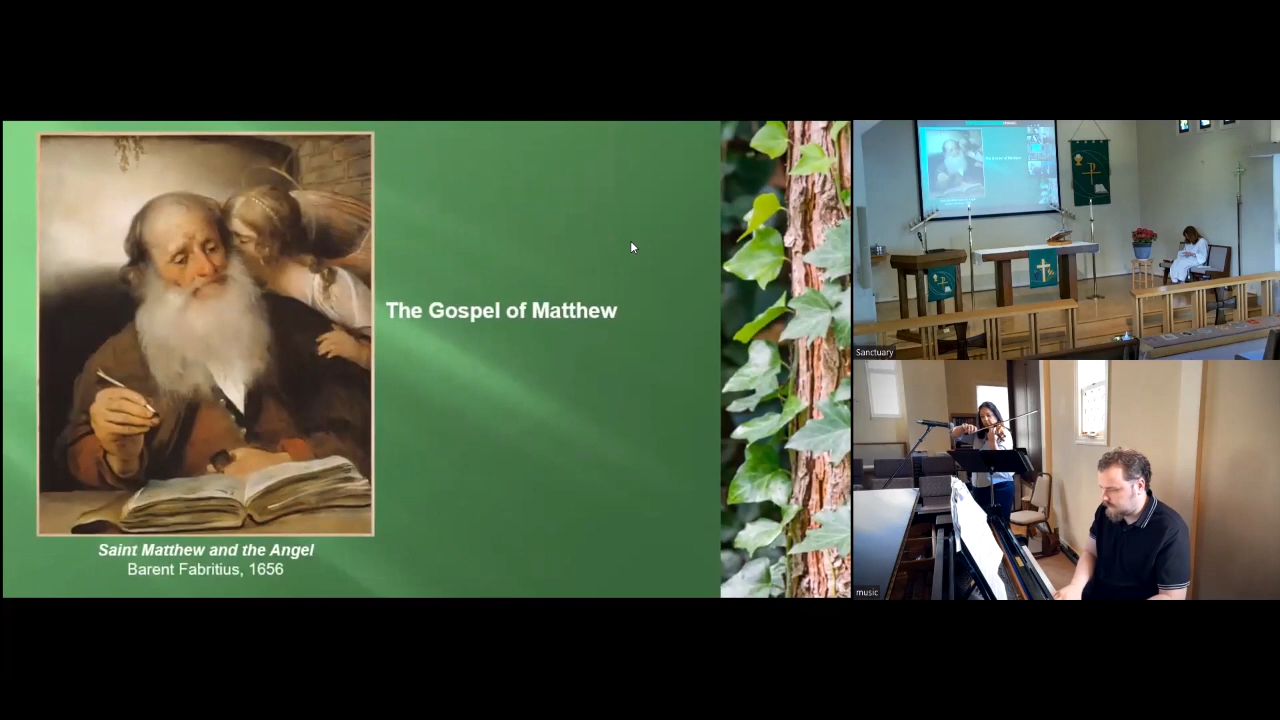 The Gospel of Matthew
Saint Matthew and the Angel
Barent Fabritius, 1656
Sanctuary
music